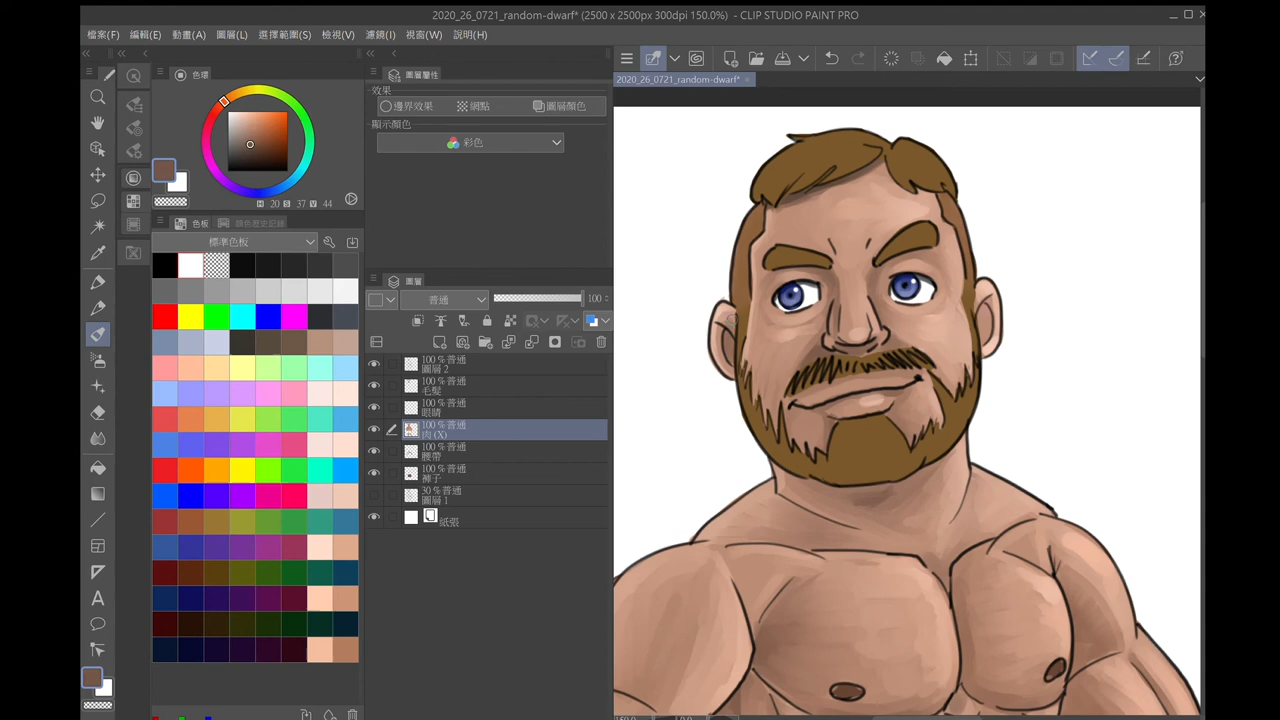 2020_26_0721_random-dwarf* (2500 x 2500px 300dpi 150.0%) - CLIP STUDIO PAINT PRO
檔案(F) 編輯(E) 動畫(A) 圖層(L) 選擇範圍(S) 檢視(V) 濾鏡(I) 視窗(W) 說明(H)
色環
圖層屬性
2020_26_0721_random-dwarf*
效果
邊界效果 網點 圖層顏色
顯示顏色
彩色
H 20 S 37 V 44
色板 顏色歷史記錄
標準色板
圖層
普通 100
100 %普通
圖層 2
100 %普通
毛髮
100 %普通
眼睛
100 %普通
肉 (X)
100 %普通
腰帶
100 %普通
褲子
30 %普通
圖層 1
紙張